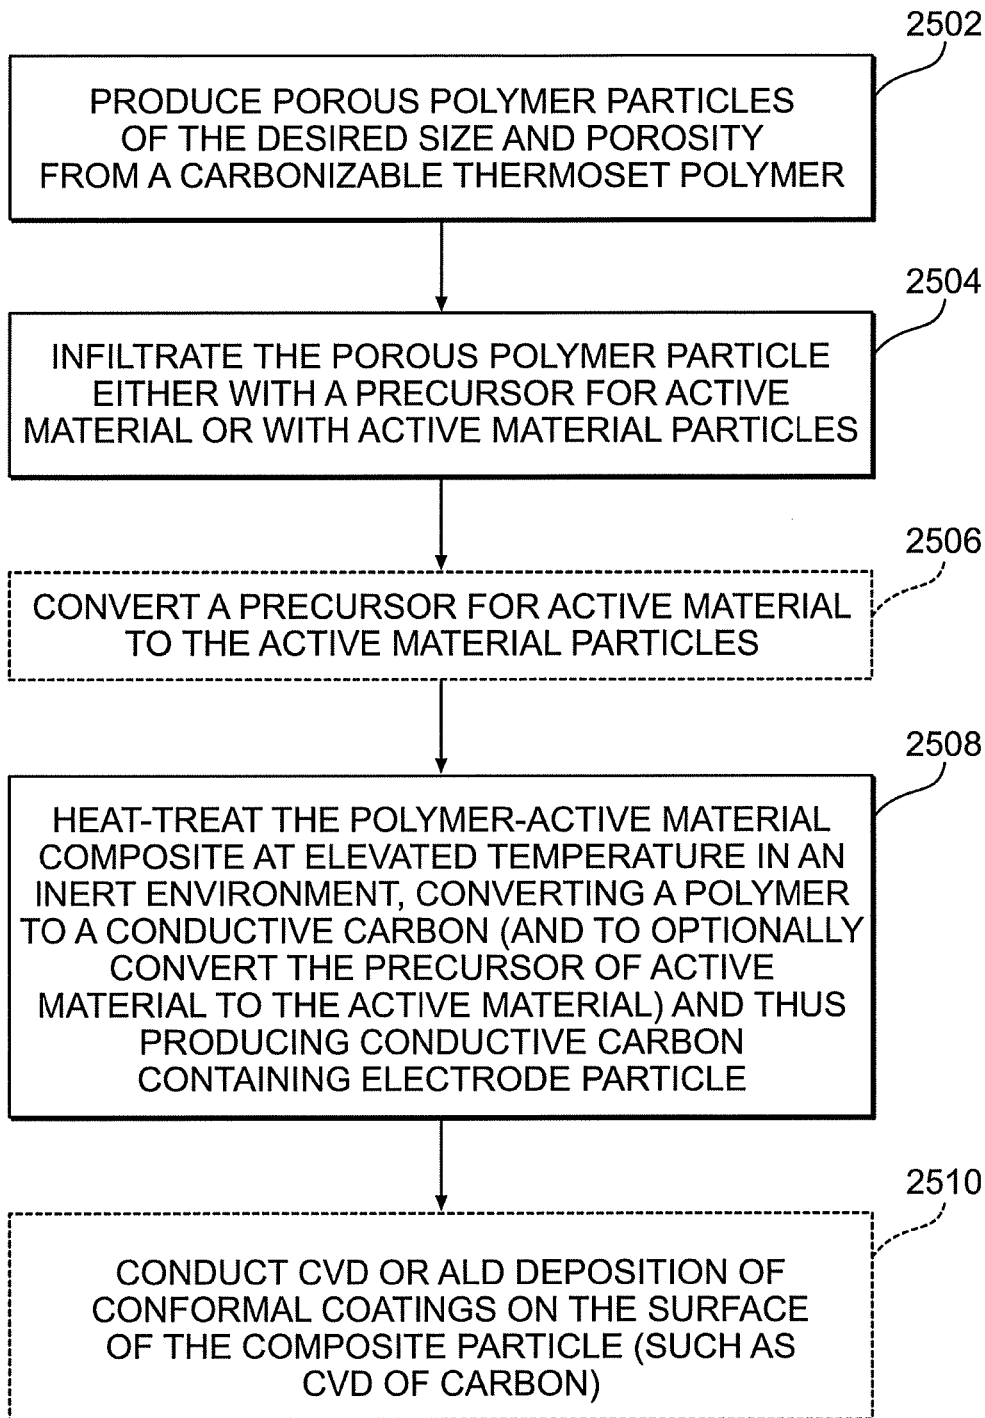 2502
PRODUCE POROUS POLYMER PARTICLES
OF THE DESIRED SIZE AND POROSITY
FROM A CARBONIZABLE THERMOSET POLYMER
2504
INFILTRATE THE POROUS POLYMER PARTICLE
EITHER WITH A PRECURSOR FOR ACTIVE
MATERIAL OR WITH ACTIVE MATERIAL PARTICLES
2506
CONVERT A PRECURSOR FOR ACTIVE MATERIAL
TO THE ACTIVE MATERIAL PARTICLES
2508
HEAT-TREAT THE POLYMER-ACTIVE MATERIAL
COMPOSITE AT ELEVATED TEMPERATURE IN AN
INERT ENVIRONMENT, CONVERTING A POLYMER
TO A CONDUCTIVE CARBON (AND TO OPTIONALLY
CONVERT THE PRECURSOR OF ACTIVE
MATERIAL TO THE ACTIVE MATERIAL) AND THUS
PRODUCING CONDUCTIVE CARBON
CONTAINING ELECTRODE PARTICLE
2510
CONDUCT CVD OR ALD DEPOSITION OF
CONFORMAL COATINGS ON THE SURFACE
OF THE COMPOSITE PARTICLE (SUCH AS
CVD OF CARBON)